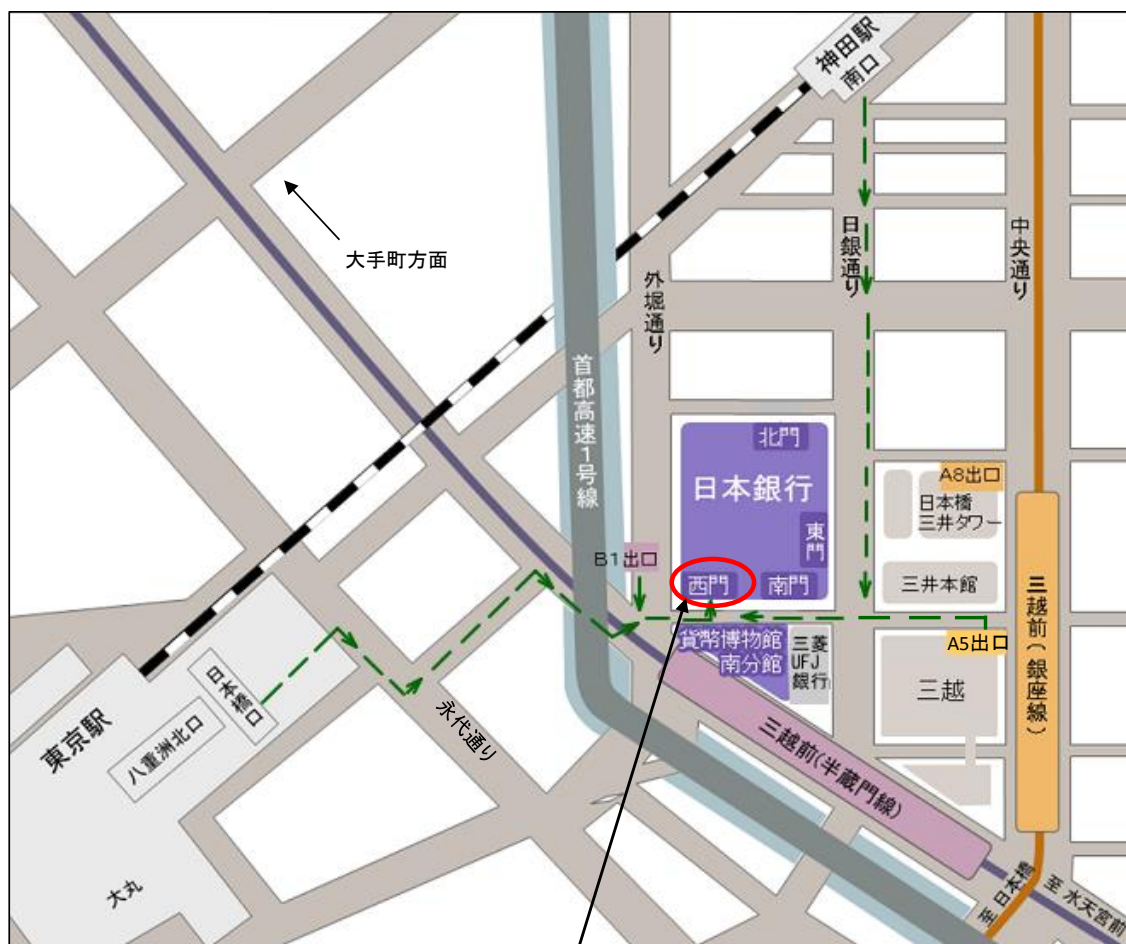 神田駅
南口
大手町方面
外堀通り
日銀通り
中央通り
首都高速1号線
北門
日本銀行
東門
西門
南門
B1出口
A8出口
日本橋
三井タワー
三井本館
A5出口
貨幣博物館
南分館
三菱
UFJ
銀行
三越
三越前(銀座線)
三越前(半蔵門線)
東京駅
日本橋口
八重洲北口
永代通り
大丸
至日本橋
至水天宮前